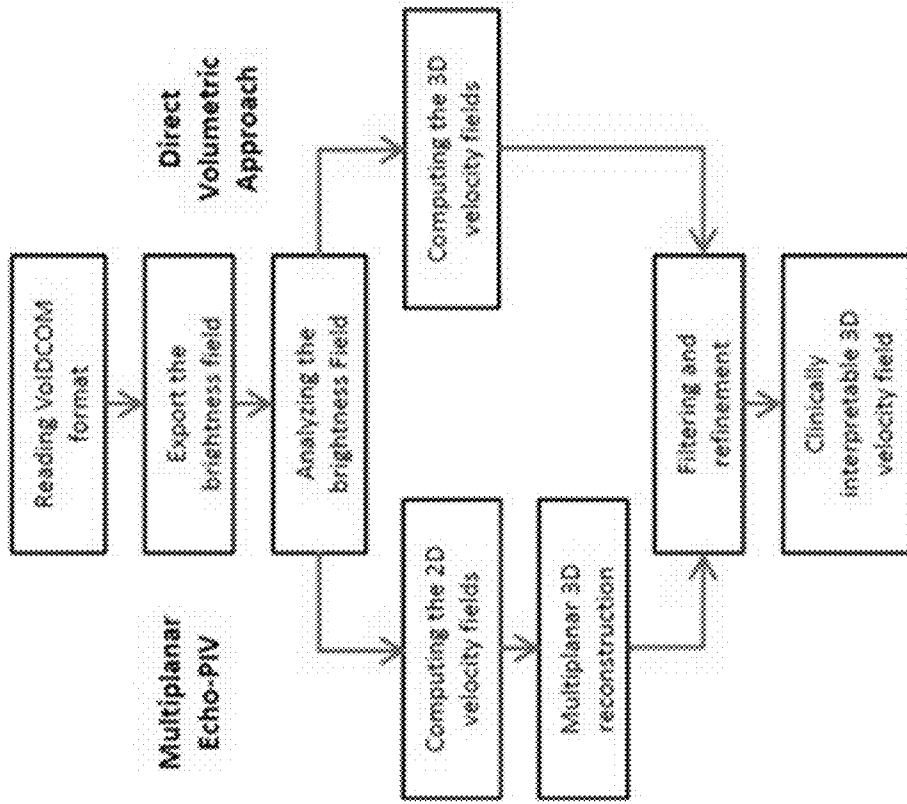 Multiplanar
Echo-PIV
Direct
Volumetric
Approach
Reading VolDCOM
format
Export the
brightness field
Analyzing the
brightness Field
Computing the 2D
velocity fields
Computing the 3D
velocity fields
Multiplanar 3D
reconstruction
Filtering and
refinement
Clinically
interpretable 3D
velocity field